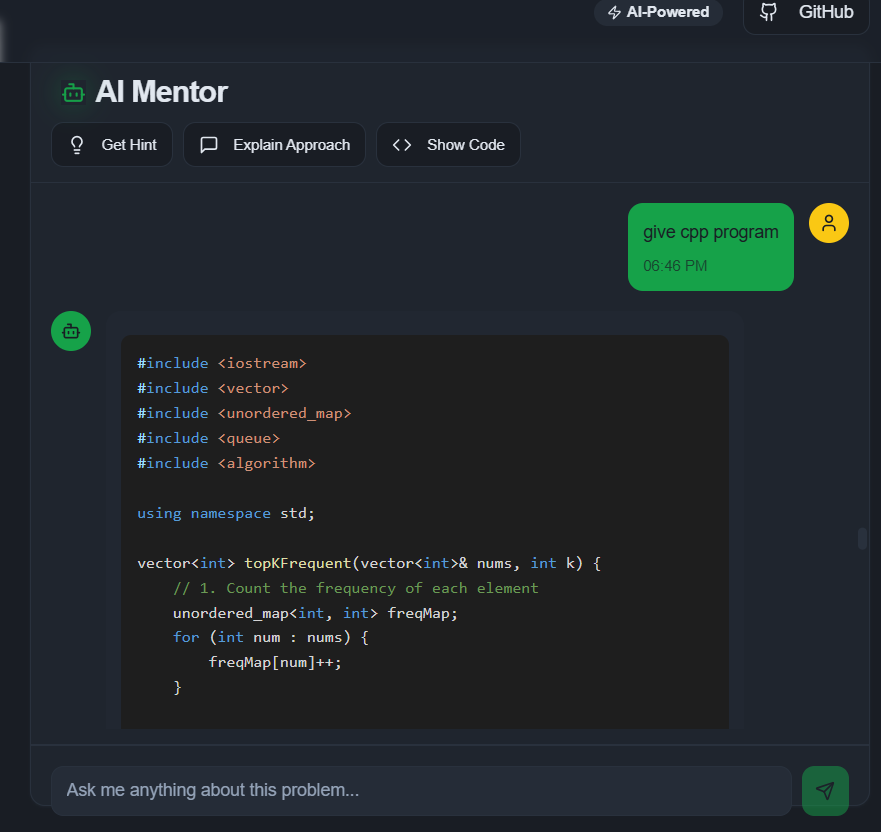 AI-Powered
GitHub
AI Mentor
Get Hint
Explain Approach
Show Code
give cpp program
06:46 PM
#include <iostream>
#include <vector>
#include <unordered_map>
#include <queue>
#include <algorithm>
using namespace std;
vector<int> topKFrequent(vector<int>& nums, int k) {
// 1. Count the frequency of each element
unordered_map<int, int> freqMap;
for (int num : nums) {
freqMap[num]++;
}
Ask me anything about this problem...